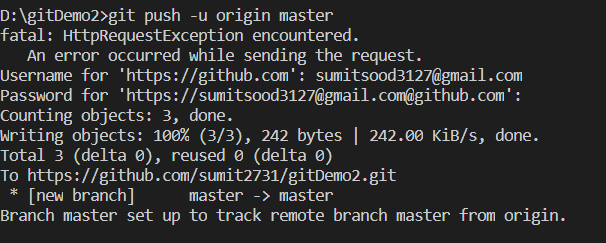 D:\gitDemo2>git push -u origin master
fatal: HttpRequestException encountered.
An error occurred while sending the request.
Username for 'https://github.com': sumitsood3127@gmail.com
Password for 'https://sumitsood3127@gmail.com@github.com':
Counting objects: 3, done.
Writing objects: 100% (3/3), 242 bytes | 242.00 KiB/s, done.
Total 3 (delta 0), reused 0 (delta 0)
To https://github.com/sumit2731/gitDemo2.git
* [new branch] master -> master
Branch master set up to track remote branch master from origin.